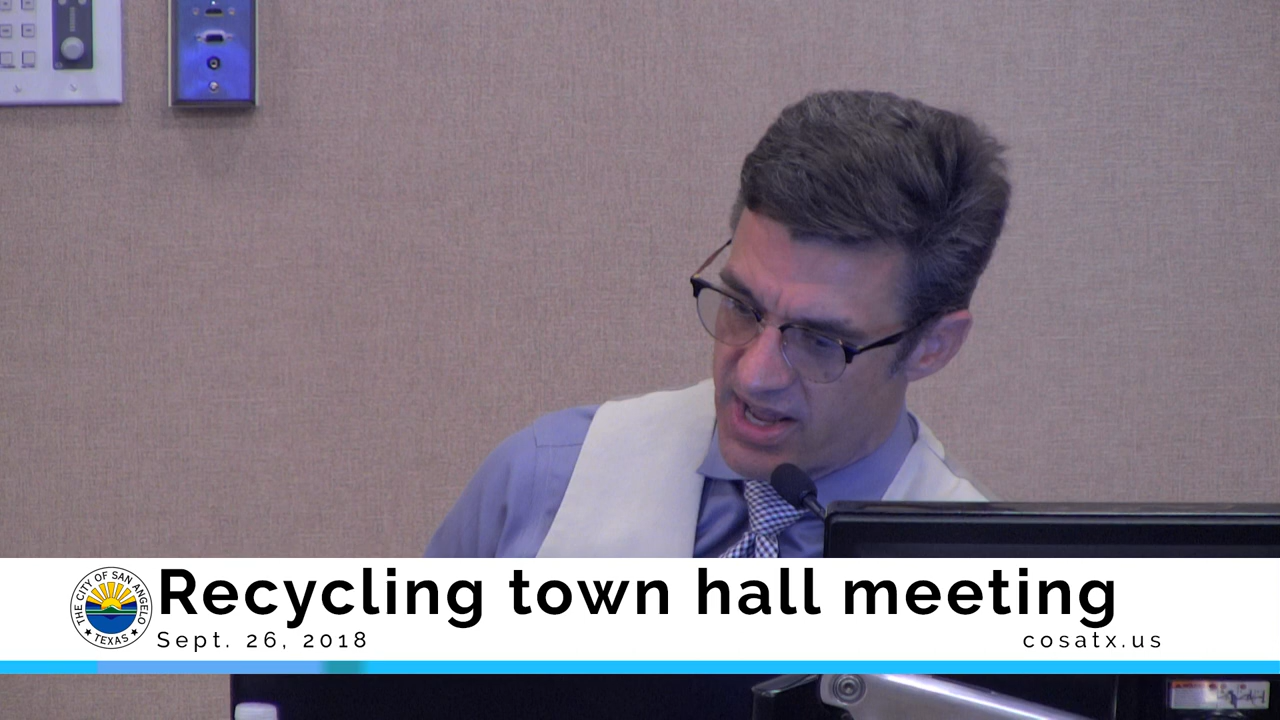 Recycling town hall meeting
THE CITY OF SAN ANGELO
TEXAS
Sept. 26, 2018
cosatx.us